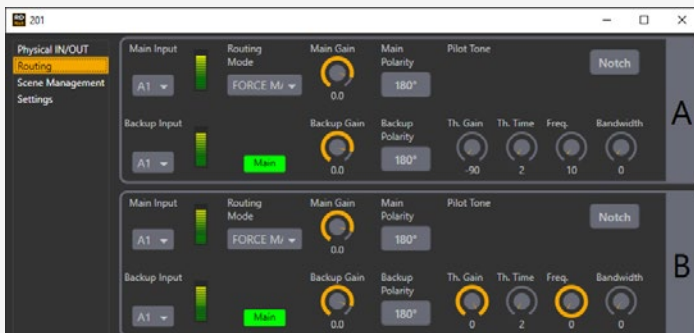 201
Physical IN/OUT
Routing
Scene Management
Settings
Main Input
Routing
Mode
Main Gain
Main
Polarity
Pilot Tone
A1
FORCE MA
0.0
180°
Notch
A
Backup Input
Backup Gain
Backup
Polarity
Th. Gain
Th. Time
Freq.
Bandwidth
A1
Main
0.0
180°
-90
2
10
0
Main Input
Routing
Mode
Main Gain
Main
Polarity
Pilot Tone
A1
FORCE MA
0.0
180°
Notch
B
Backup Input
Backup Gain
Backup
Polarity
Th. Gain
Th. Time
Freq.
Bandwidth
A1
Main
0.0
180°
0
2
0
0